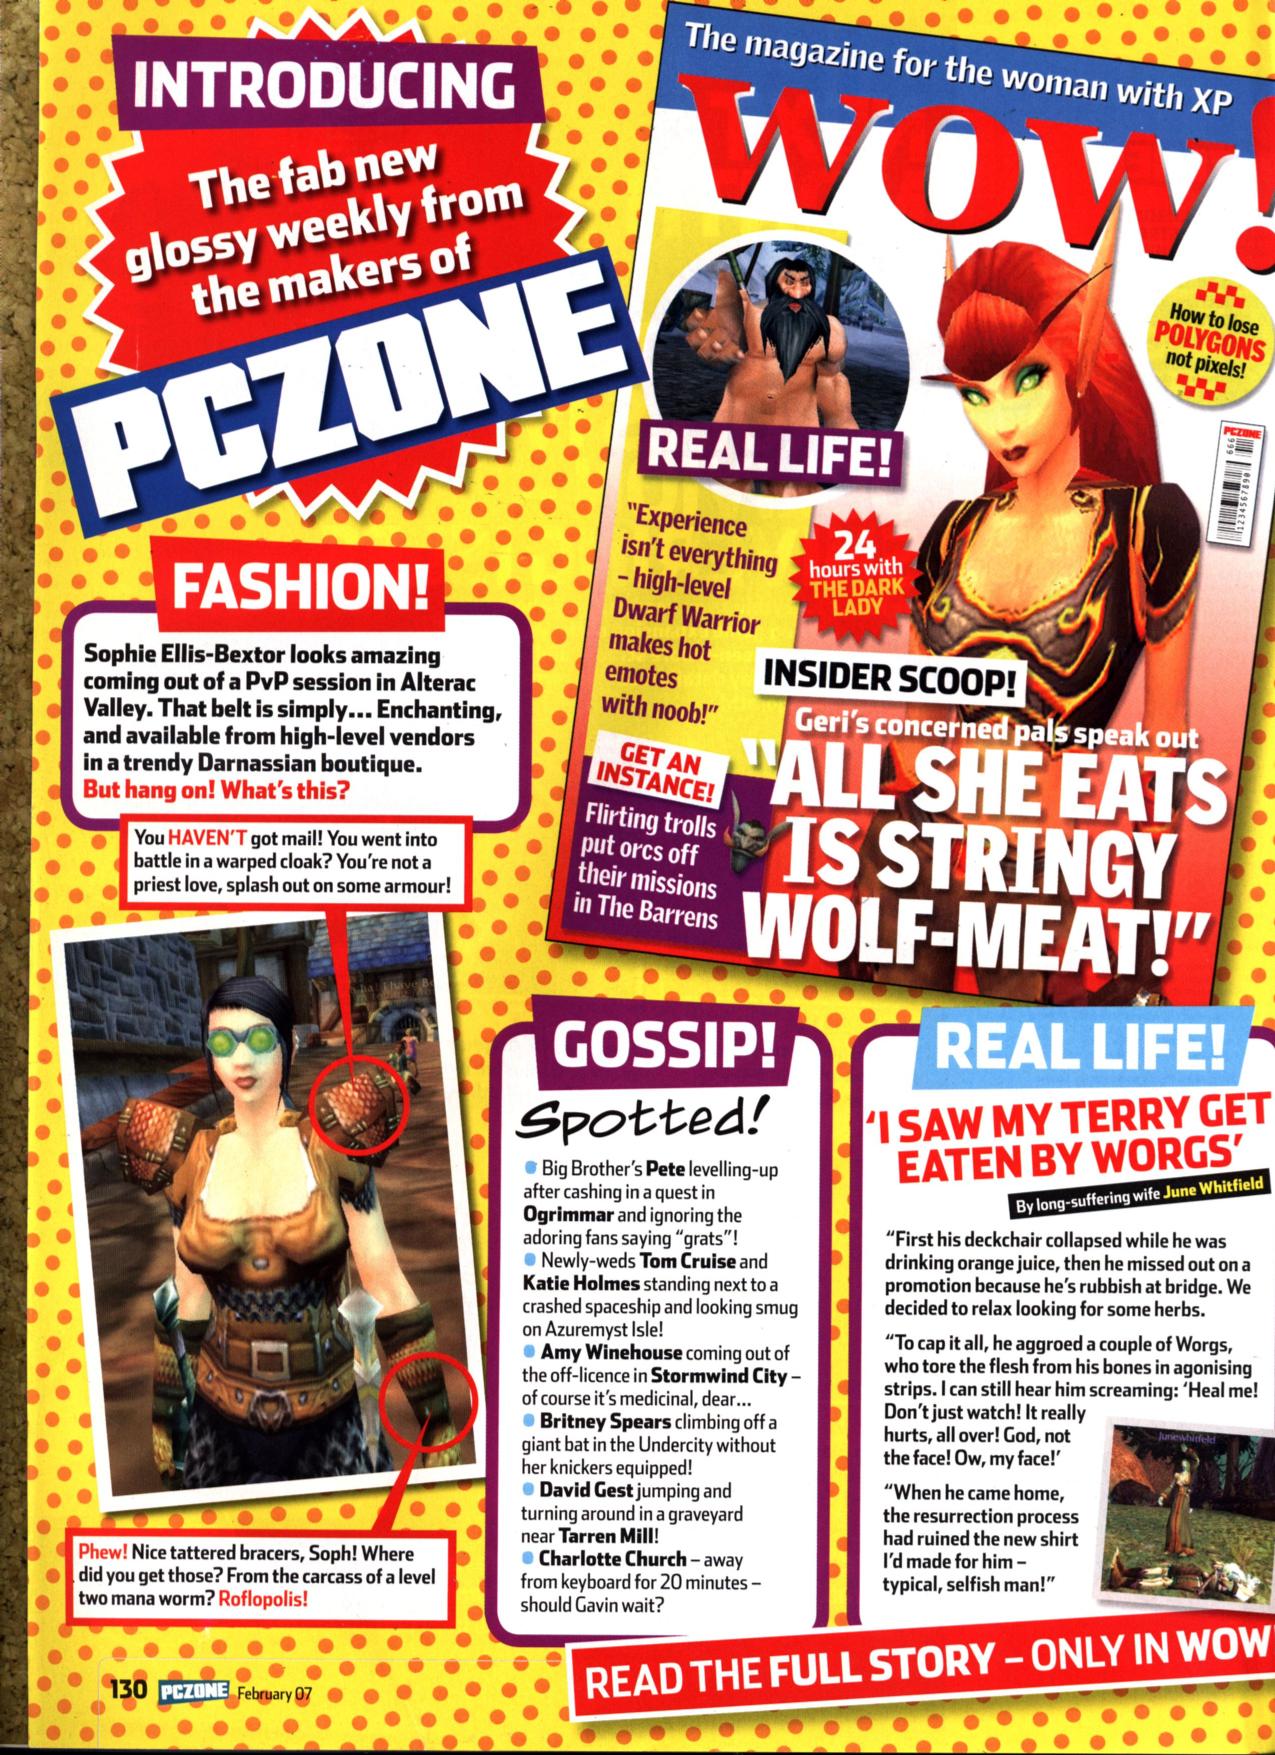 INTRODUCING
The fab new
glossy weekly from
the makers of
PCZONE
The magazine for the woman with XP
WOW!
How to lose
POLYGONS
not pixels!
PCZONE
1234567890
666
REAL LIFE!
"Experience
isn't everything
– high-level
Dwarf Warrior
makes hot
emotes
with noob!"
24
hours with
THE DARK
LADY
INSIDER SCOOP!
Geri's concerned pals speak out
"ALL SHE EATS
IS STRINGY
WOLF-MEAT!"
GET AN
INSTANCE!
Flirting trolls
put orcs off
their missions
in The Barrens
FASHION!
Sophie Ellis-Bextor looks amazing
coming out of a PvP session in Alterac
Valley. That belt is simply... Enchanting,
and available from high-level vendors
in a trendy Darnassian boutique.
But hang on! What's this?
You HAVEN'T got mail! You went into
battle in a warped cloak? You're not a
priest love, splash out on some armour!
Phew! Nice tattered bracers, Soph! Where
did you get those? From the carcass of a level
two mana worm? Roflopolis!
GOSSIP!
Spotted!
• Big Brother's Pete levelling-up
after cashing in a quest in
Ogrimmar and ignoring the
adoring fans saying "grats"!
• Newly-weds Tom Cruise and
Katie Holmes standing next to a
crashed spaceship and looking smug
on Azuremyst Isle!
• Amy Winehouse coming out of
the off-licence in Stormwind City –
of course it's medicinal, dear...
• Britney Spears climbing off a
giant bat in the Undercity without
her knickers equipped!
• David Gest jumping and
turning around in a graveyard
near Tarren Mill!
• Charlotte Church – away
from keyboard for 20 minutes –
should Gavin wait?
REAL LIFE!
'I SAW MY TERRY GET
EATEN BY WORGS'
By long-suffering wife June Whitfield
"First his deckchair collapsed while he was
drinking orange juice, then he missed out on a
promotion because he's rubbish at bridge. We
decided to relax looking for some herbs.
"To cap it all, he aggroed a couple of Worgs,
who tore the flesh from his bones in agonising
strips. I can still hear him screaming: 'Heal me!
Don't just watch! It really
hurts, all over! God, not
the face! Ow, my face!'
"When he came home,
the resurrection process
had ruined the new shirt
I'd made for him –
typical, selfish man!"
Junewhitfield
READ THE FULL STORY – ONLY IN WOW
130 PCZONE February 07